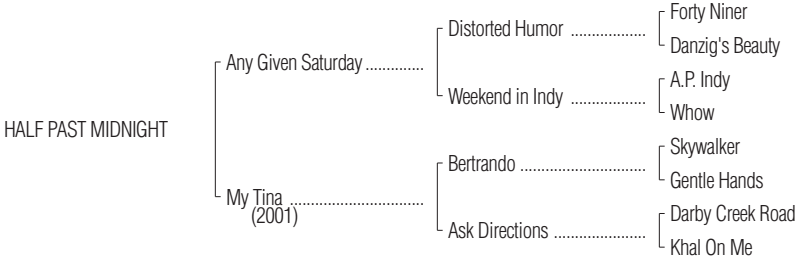 Forty Niner
Distorted Humor ....................
Danzig's Beauty
Any Given Saturday ...............
A.P. Indy
Weekend in Indy ....................
Whow
HALF PAST MIDNIGHT
Skywalker
Bertrando ..................................
Gentle Hands
My Tina ....................................
(2001)
Darby Creek Road
Ask Directions ........................
Khal On Me